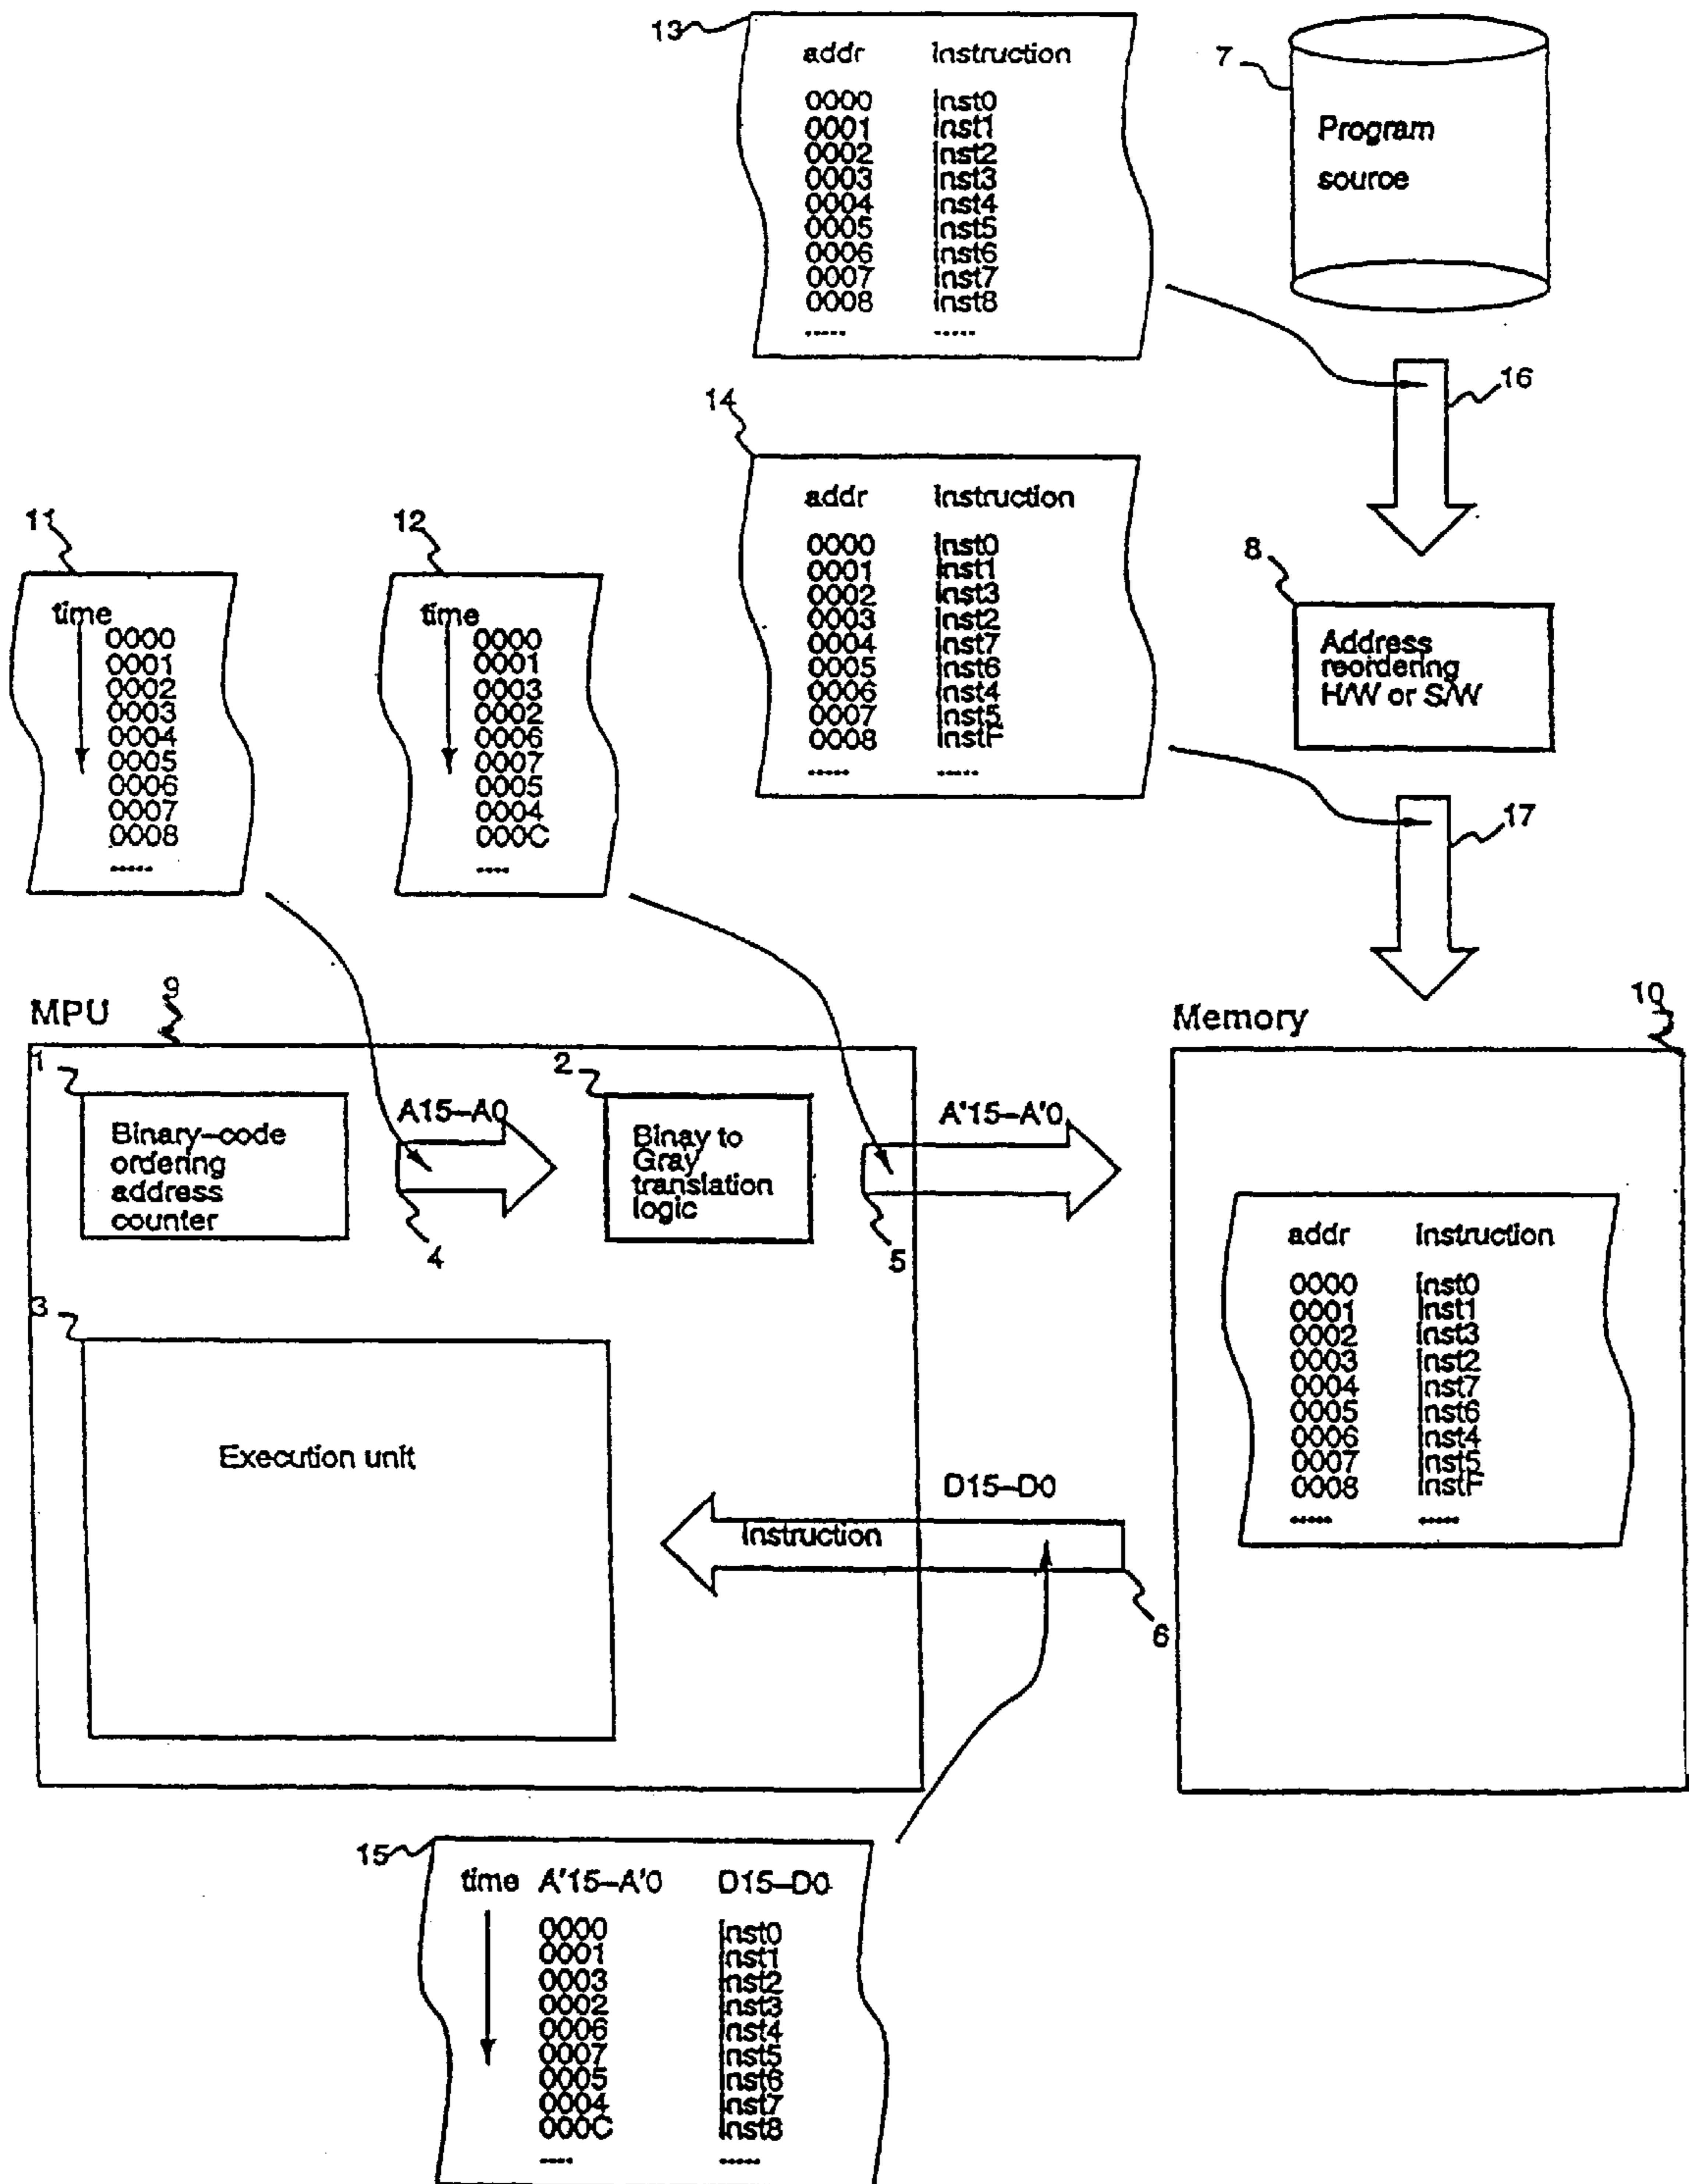 13
addr Instruction
0000 Inst0
0001 Inst1
0002 Inst2
0003 Inst3
0004 Inst4
0005 Inst5
0006 Inst6
0007 Inst7
0008 Inst8
..... .....
7
Program
source
16
14
addr Instruction
0000 Inst0
0001 Inst1
0002 Inst3
0003 Inst2
0004 Inst7
0005 Inst6
0006 Inst4
0007 Inst5
0008 InstF
..... .....
8
Address
reordering
H/W or S/W
17
11
time
0000
0001
0002
0003
0004
0005
0006
0007
0008
.....
12
time
0000
0001
0003
0002
0006
0007
0005
0004
000C
....
MPU
9
1
Binary-code
ordering
address
counter
A15-A0
4
2
Binay to
Gray
translation
logic
A'15-A'0
5
3
Execution unit
D15-D0
Instruction
6
Memory
10
addr Instruction
0000 Inst0
0001 Inst1
0002 Inst3
0003 Inst2
0004 Inst7
0005 Inst6
0006 Inst4
0007 Inst5
0008 InstF
..... .....
15
time A'15-A'0 D15-D0
0000 Inst0
0001 Inst1
0003 Inst2
0002 Inst3
0006 Inst4
0007 Inst5
0005 Inst6
0004 Inst7
000C Inst8
.... .....